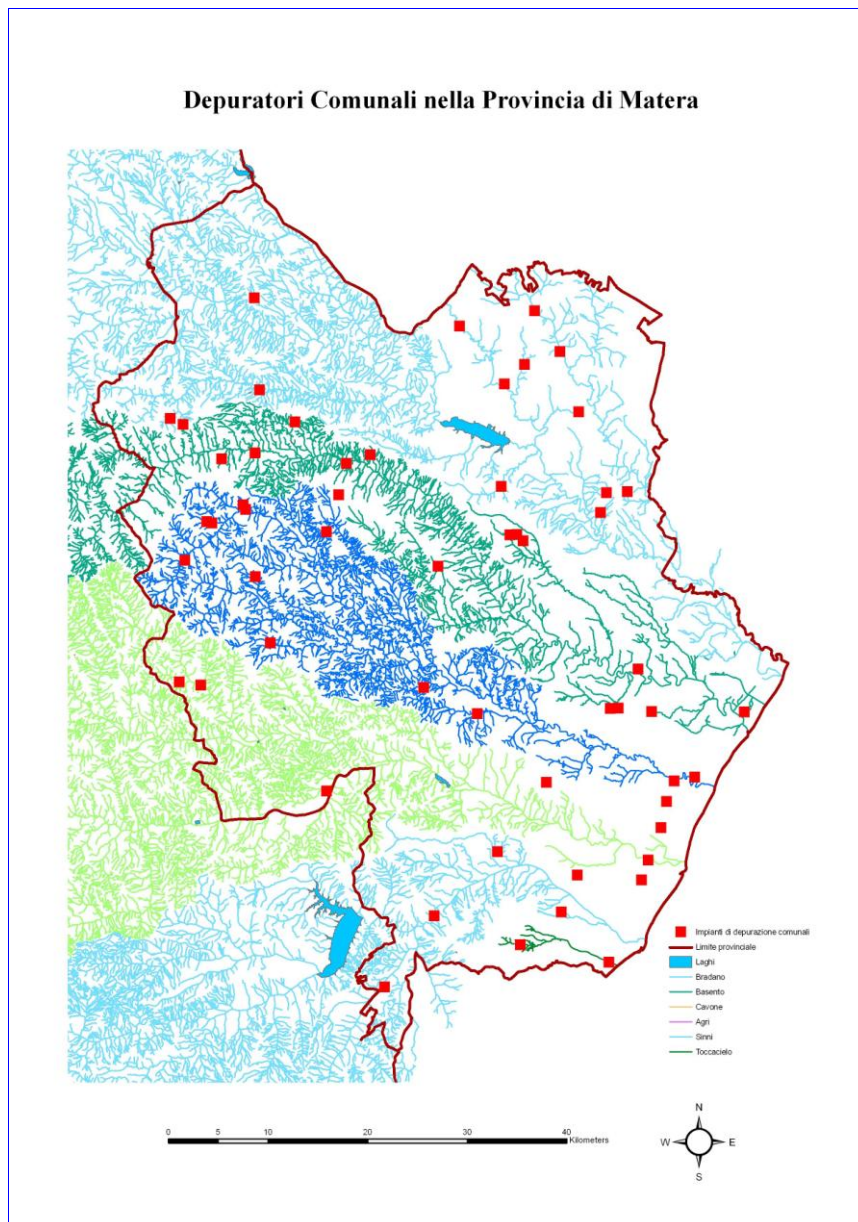 Depuratori Comunali nella Provincia di Matera
Impianti di depurazione comunali
Limite provinciale
Laghi
Bradano
Basento
Cavone
Agri
Sinni
Toccacielo
0 5 10 20 30 40
Kilometers
N
W E
S